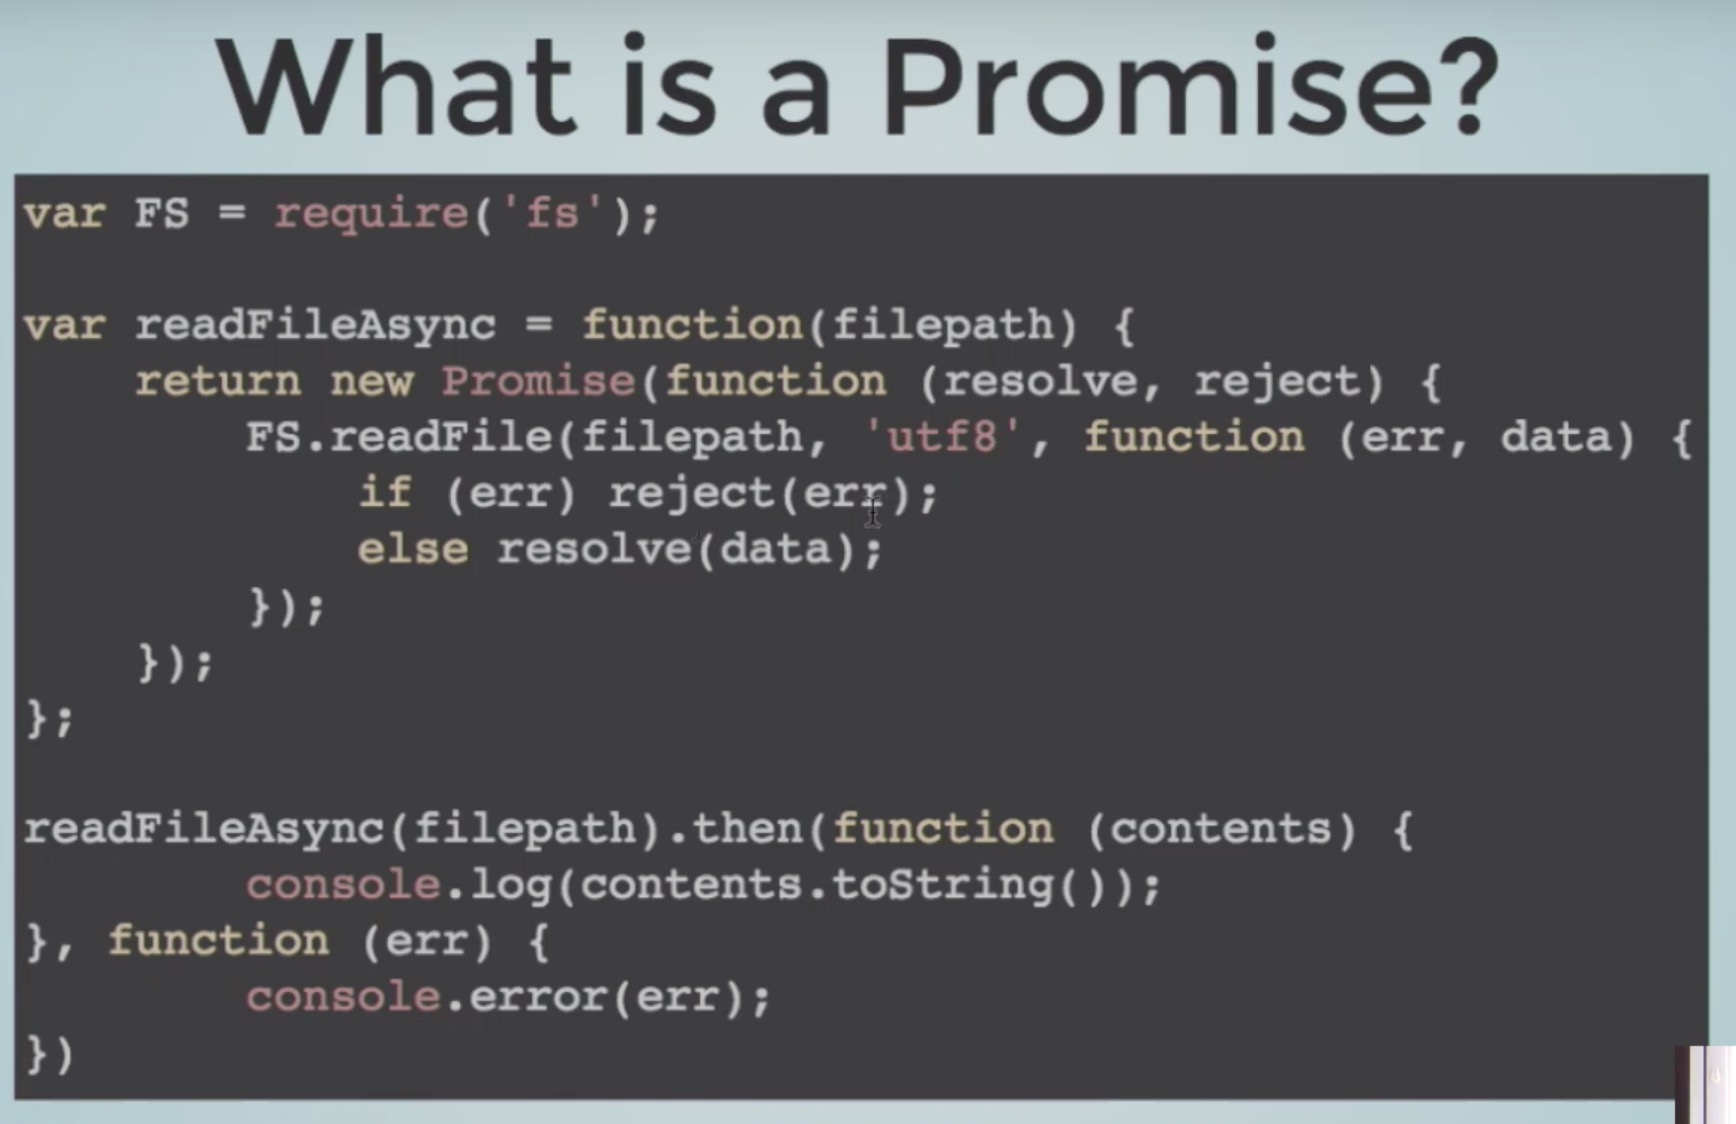 What is a Promise?
var FS = require('fs');
var readFileAsync = function(filepath) {
    return new Promise(function (resolve, reject) {
        FS.readFile(filepath, 'utf8', function (err, data) {
            if (err) reject(err);
            else resolve(data);
        });
    });
};
readFileAsync(filepath).then(function (contents) {
        console.log(contents.toString());
}, function (err) {
        console.error(err);
})